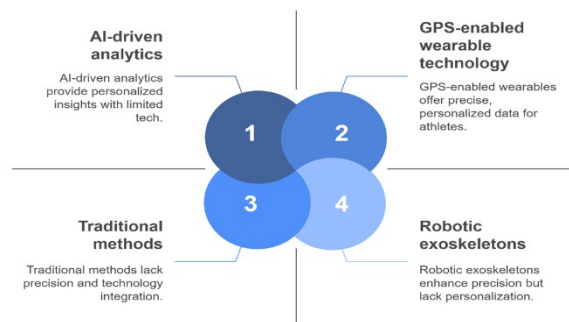 AI-driven
analytics
AI-driven analytics
provide personalized
insights with limited
tech.
1
GPS-enabled
wearable
technology
GPS-enabled wearables
offer precise,
personalized data for
athletes.
2
Traditional
methods
Traditional methods lack
precision and technology
integration.
3
Robotic
exoskeletons
Robotic exoskeletons
enhance precision but
lack personalization.
4